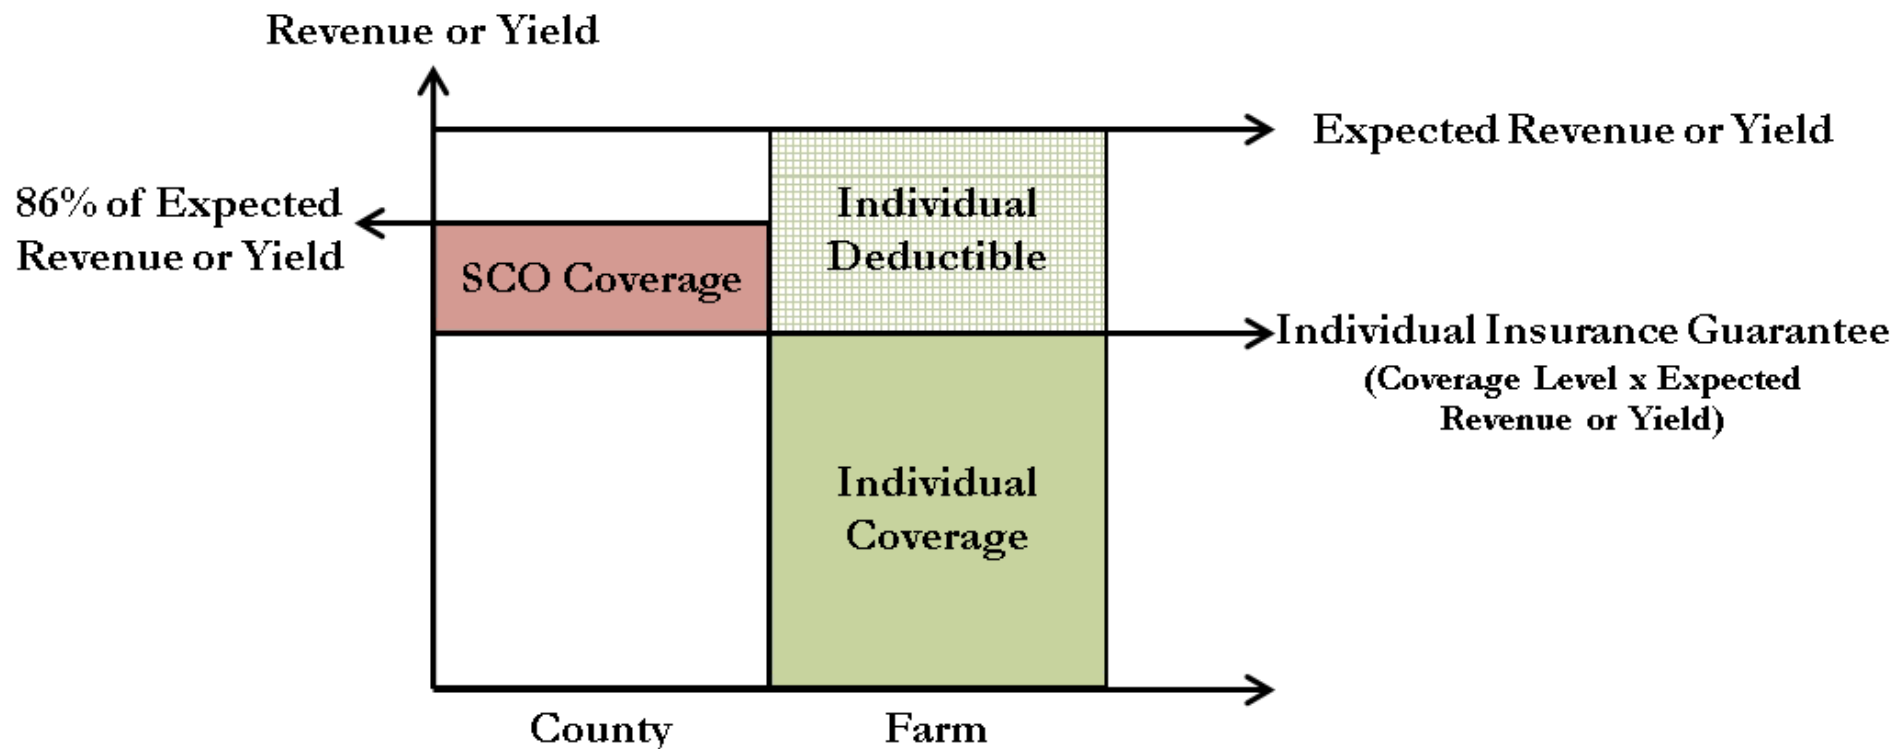 Revenue or Yield
Expected Revenue or Yield
86% of Expected
Revenue or Yield
Individual
Deductible
SCO Coverage
Individual Insurance Guarantee
(Coverage Level x Expected
Revenue or Yield)
Individual
Coverage
County
Farm